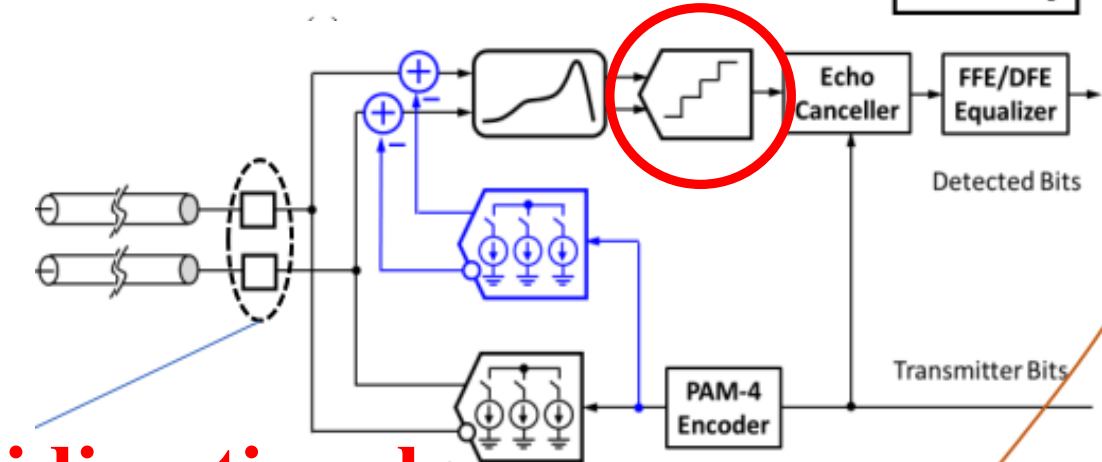 Echo
Canceller
FFE/DFE
Equalizer
Detected Bits
Transmitter Bits
PAM-4
Encoder